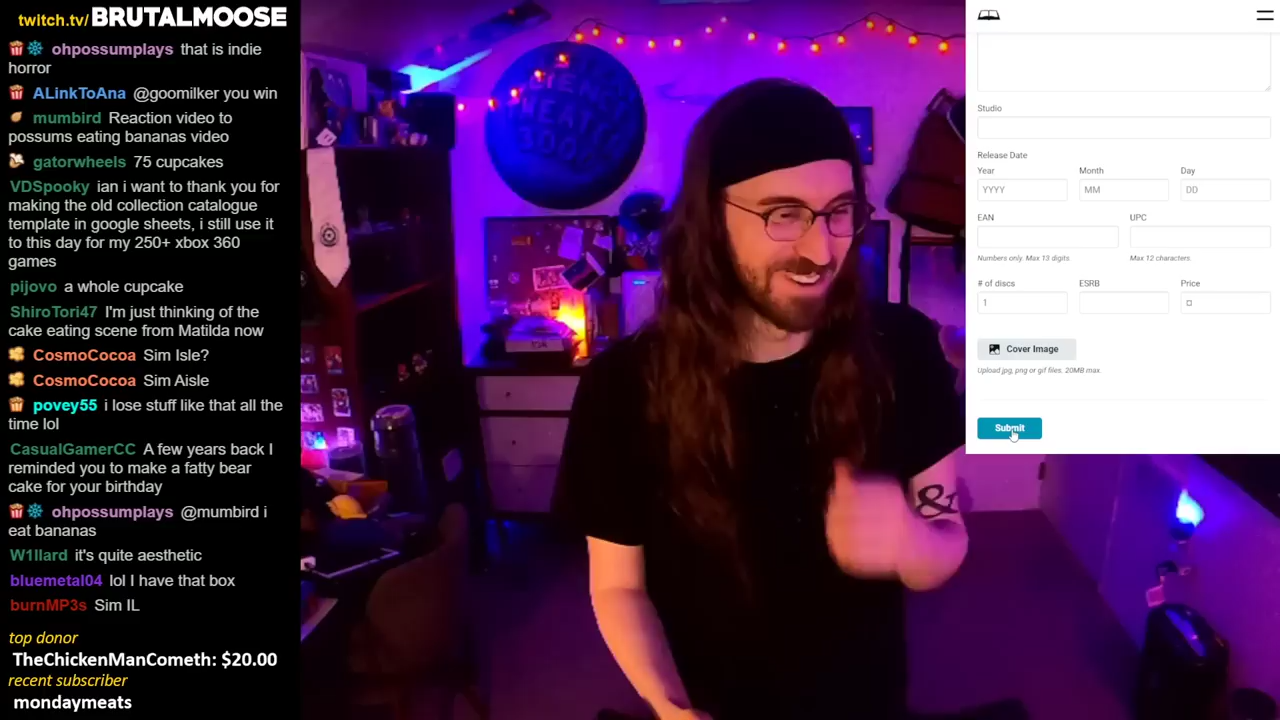 twitch.tv/BRUTALMOOSE
ohpossumplays that is indie
horror
ALinkToAna @goomilker you win
mumbird Reaction video to
possums eating bananas video
gatorwheels 75 cupcakes
VDSpooky ian i want to thank you for
making the old collection catalogue
template in google sheets, i still use it
to this day for my 250+ xbox 360
games
pijovo a whole cupcake
ShiroTori47 I'm just thinking of the
cake eating scene from Matilda now
CosmoCocoa Sim Isle?
CosmoCocoa Sim Aisle
povey55 i lose stuff like that all the
time lol
CasualGamerCC A few years back I
reminded you to make a fatty bear
cake for your birthday
ohpossumplays @mumbird i
eat bananas
W1llard it's quite aesthetic
bluemetal04 lol I have that box
burnMP3s Sim IL
top donor
TheChickenManCometh: $20.00
recent subscriber
mondaymeats
&
Studio
Release Date
Year Month Day
YYYY MM DD
EAN UPC
Numbers only. Max 13 digits. Max 12 characters.
# of discs ESRB Price
1
Cover Image
Upload jpg, png or gif files. 20MB max.
Submit